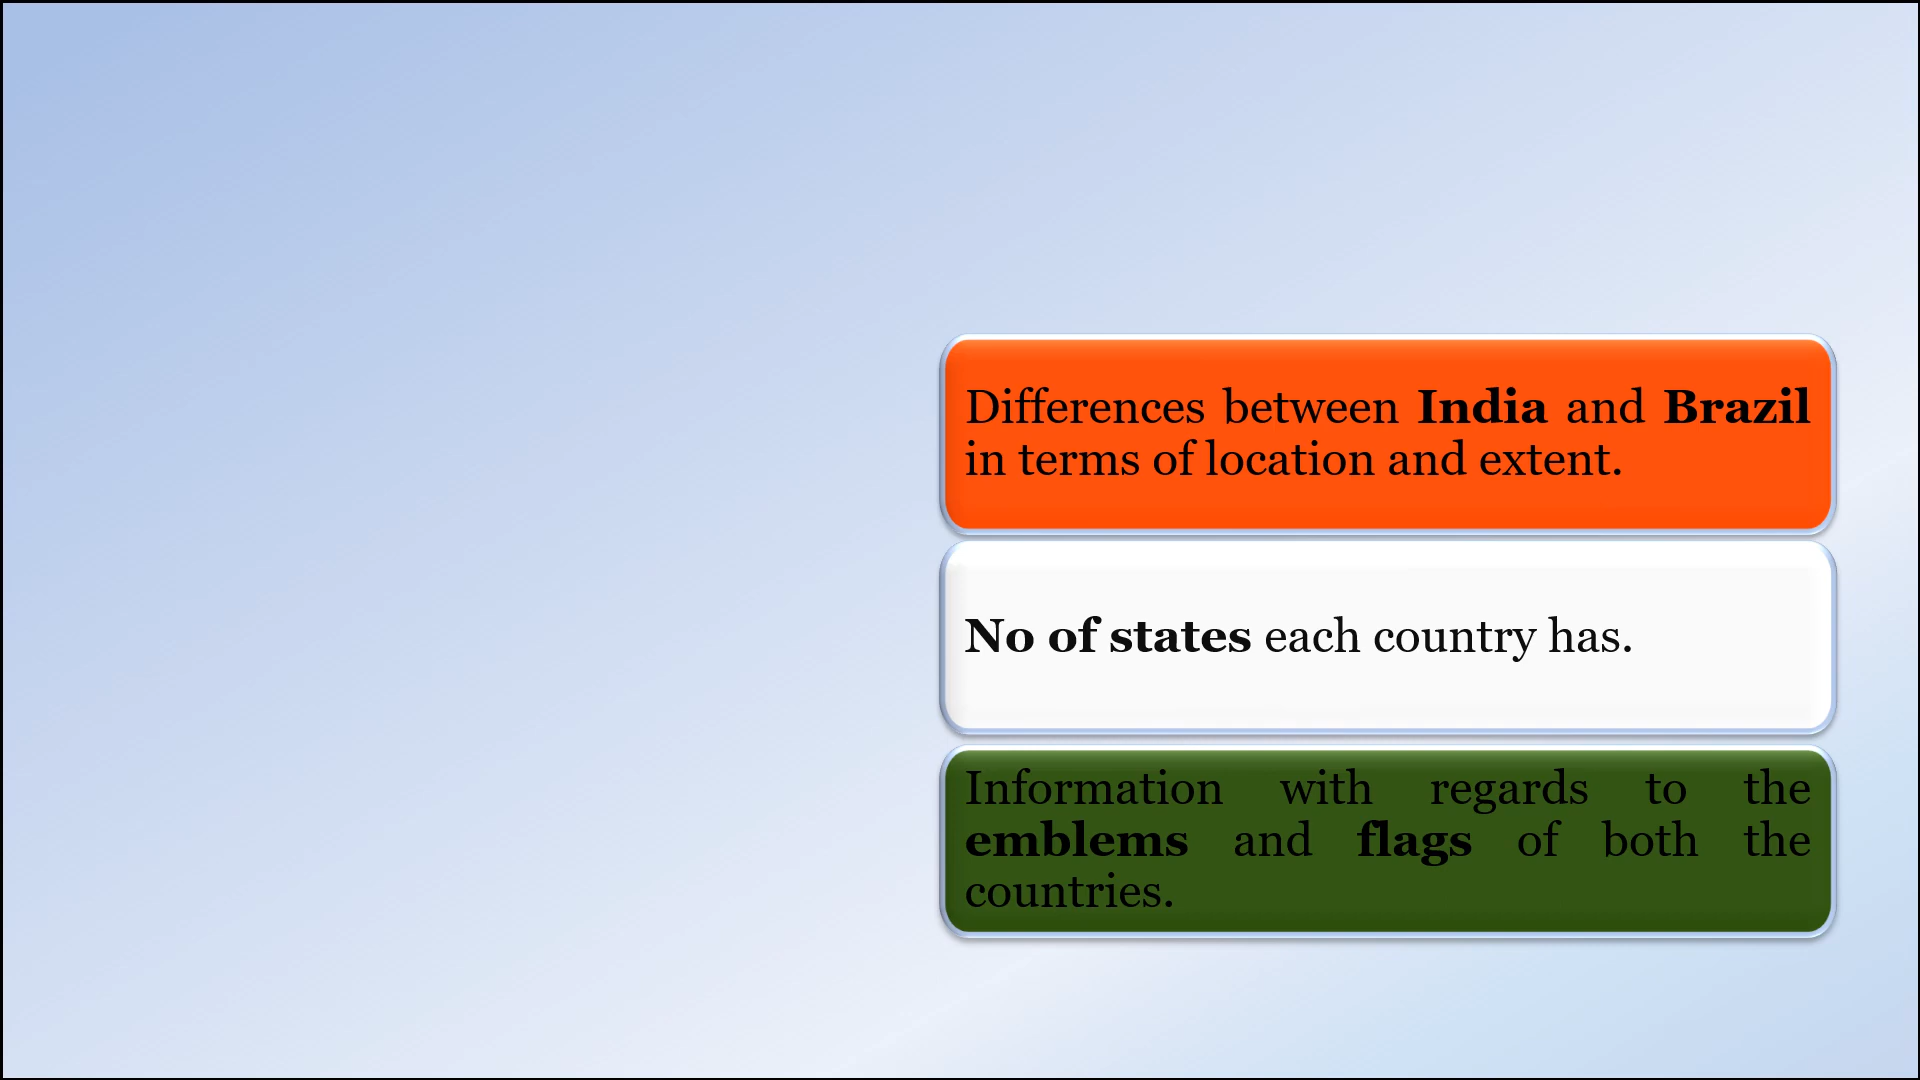 Differences between India and Brazil
in terms of location and extent.
No of states each country has.
Information with regards to the
emblems and flags of both the
countries.